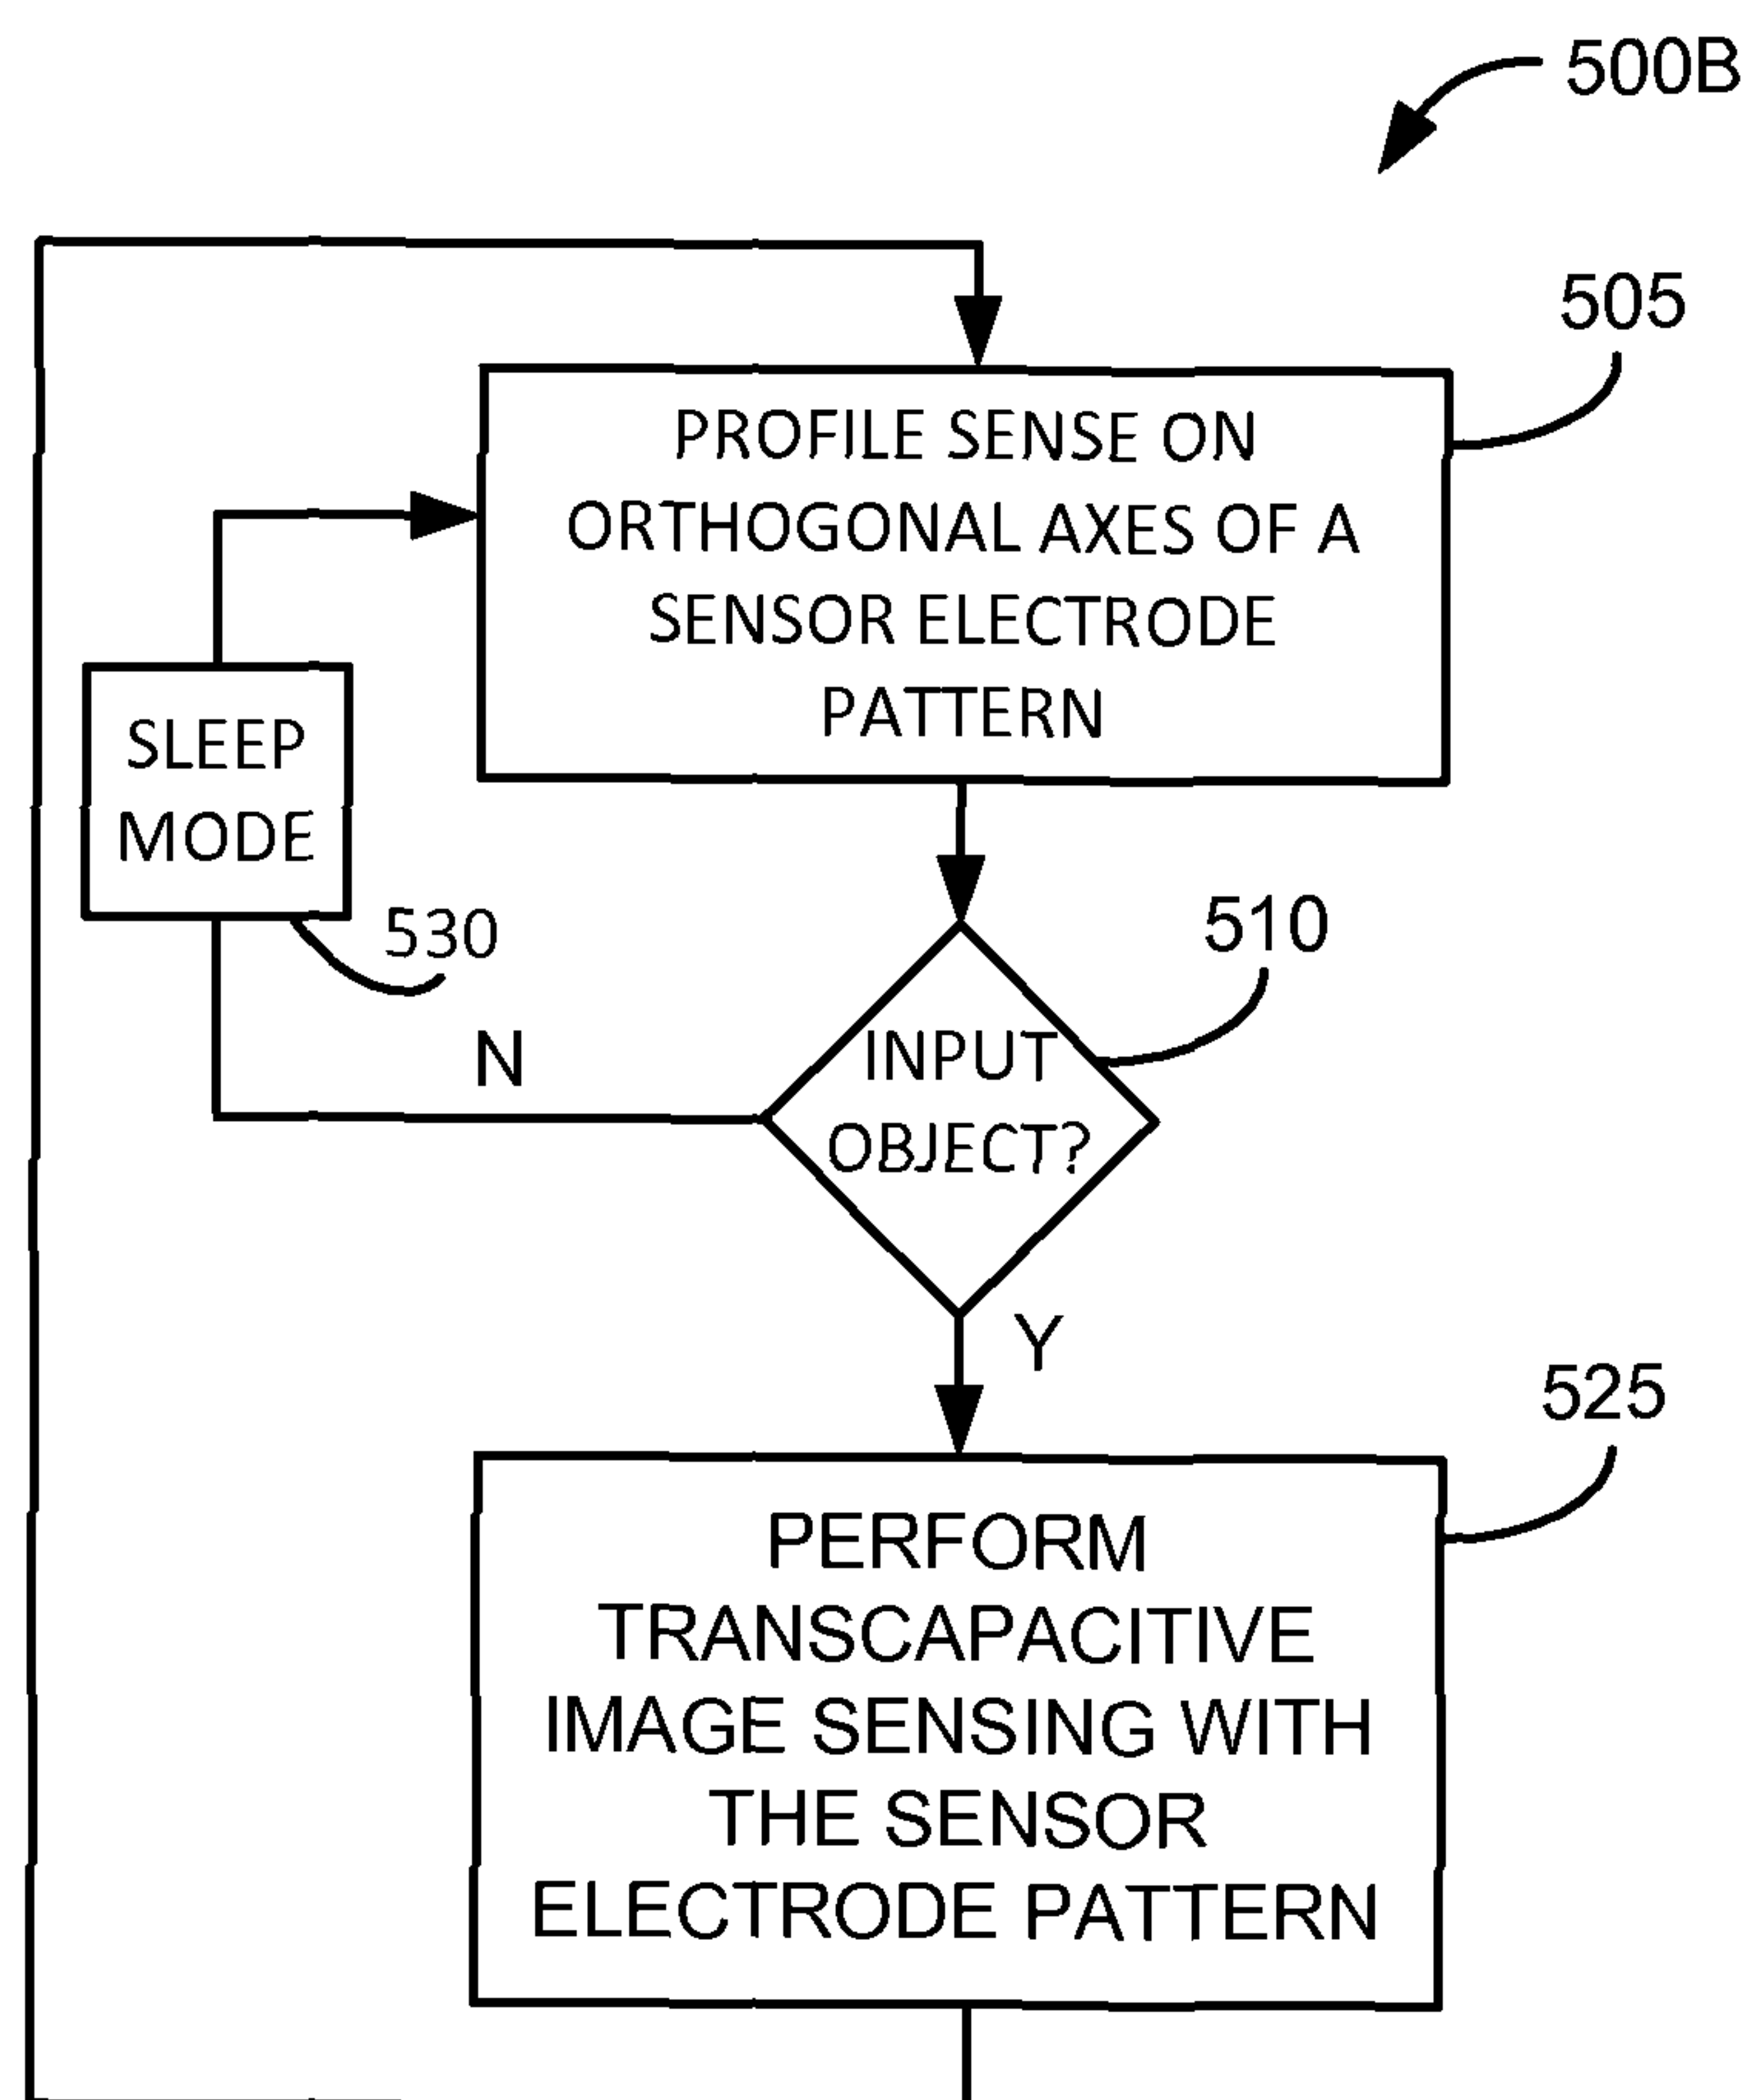 500B
505
PROFILE SENSE ON
ORTHOGONAL AXES OF A
SENSOR ELECTRODE
PATTERN
SLEEP
MODE
530
510
N
INPUT
OBJECT?
Y
525
PERFORM
TRANSCAPACITIVE
IMAGE SENSING WITH
THE SENSOR
ELECTRODE PATTERN